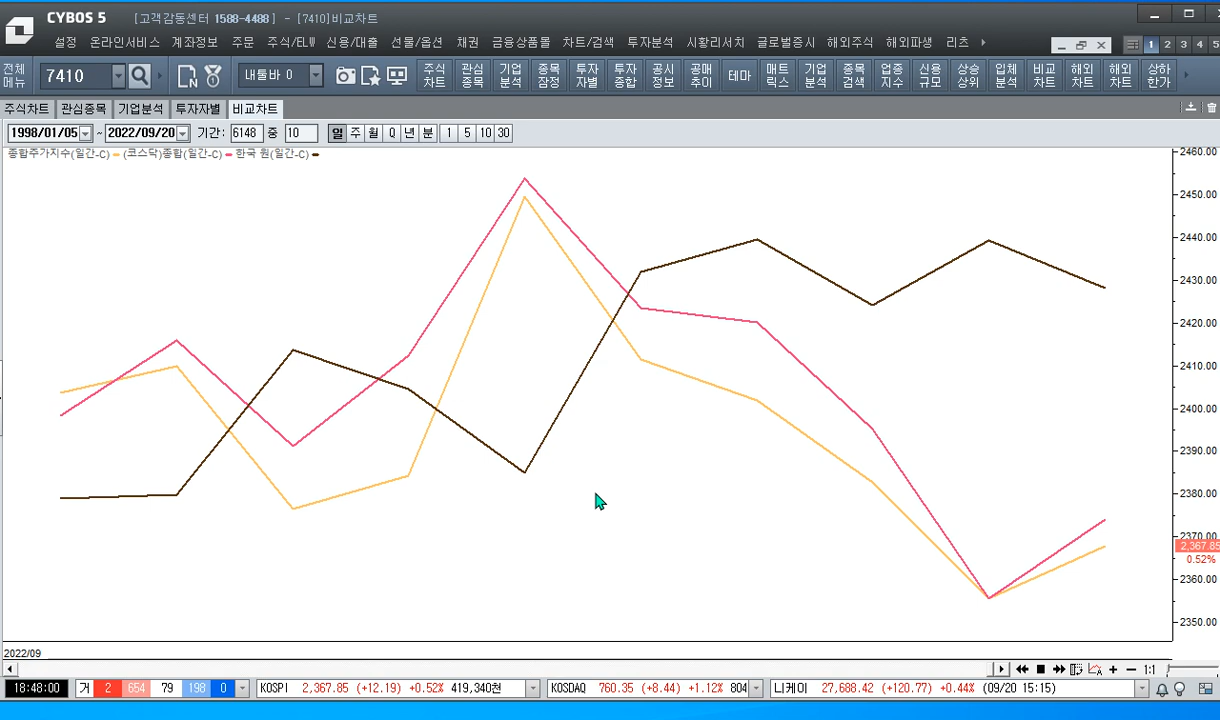 CYBOS 5 [고객감동센터 1588-4488] - [7410]비교차트
설정 온라인서비스 계좌정보 주문 주식/ELW 신용/대출 선물/옵션 채권 금융상품몰 차트/검색 투자분석 시황리서치 글로벌증시 해외주식 해외파생 리츠 1 2 3 4 5
전체메뉴 7410 내툴바 0 주식차트 관심종목 기업분석 종목잠정 투자자별 투자종합 공시정보 공매추이 테마 매트릭스 기업분석 종목검색 업종지수 신용규모 상승상위 입체분석 비교차트 해외차트 해외차트 상하한가
주식차트 관심종목 기업분석 투자자별 비교차트
1998/01/05 ~ 2022/09/20 기간: 6148 중 10 일 주 월 Q 년 분 1 5 10 30
종합주가지수(일간-C) (코스닥)종합(일간-C) 한국 원(일간-C)
2460.00
2450.00
2440.00
2430.00
2420.00
2410.00
2400.00
2390.00
2380.00
2370.00
2,367.85
0.52%
2360.00
2350.00
2022/09
1:1
18:48:00 거 2 654 79 198 0 KOSPI 2,367.85 (+12.19) +0.52% 419,340천 KOSDAQ 760.35 (+8.44) +1.12% 804 니케이 27,688.42 (+120.77) +0.44% (09/20 15:15)